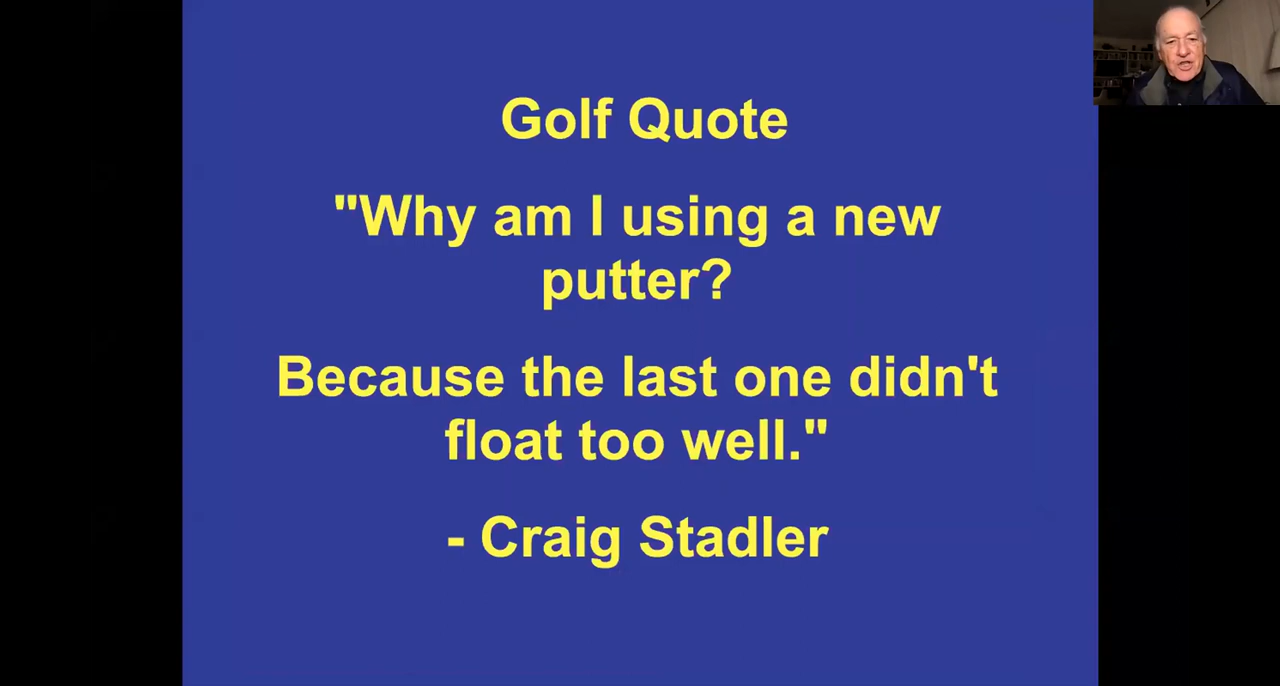 Golf Quote
"Why am I using a new
putter?
Because the last one didn't
float too well."
- Craig Stadler